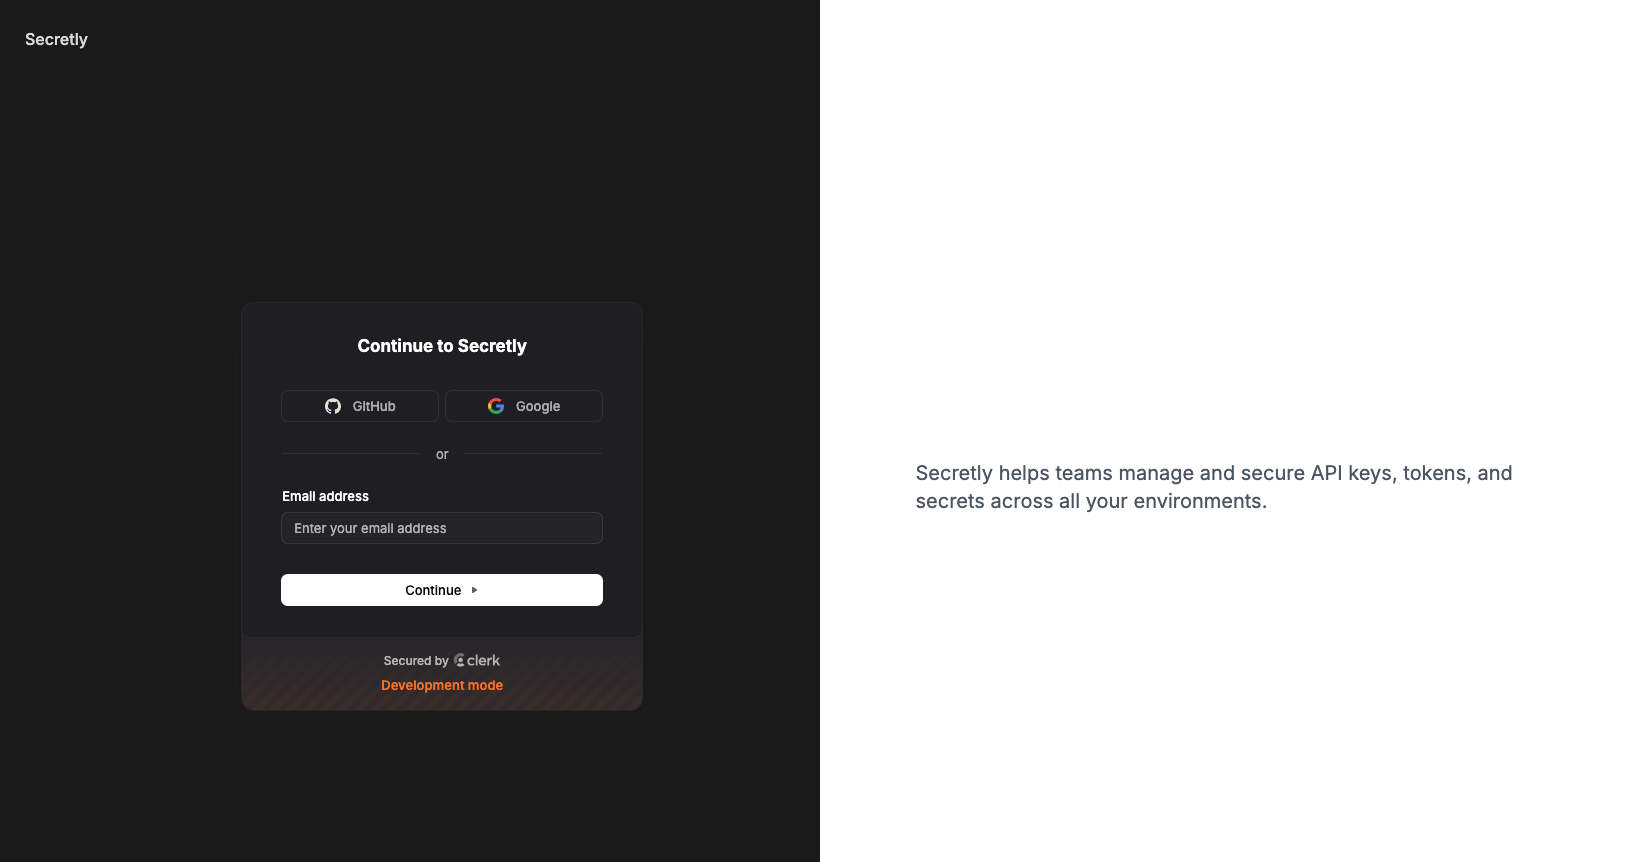 Secretly
Continue to Secretly
GitHub
Google
or
Email address
Enter your email address
Continue
Secured by clerk
Development mode
Secretly helps teams manage and secure API keys, tokens, and
secrets across all your environments.